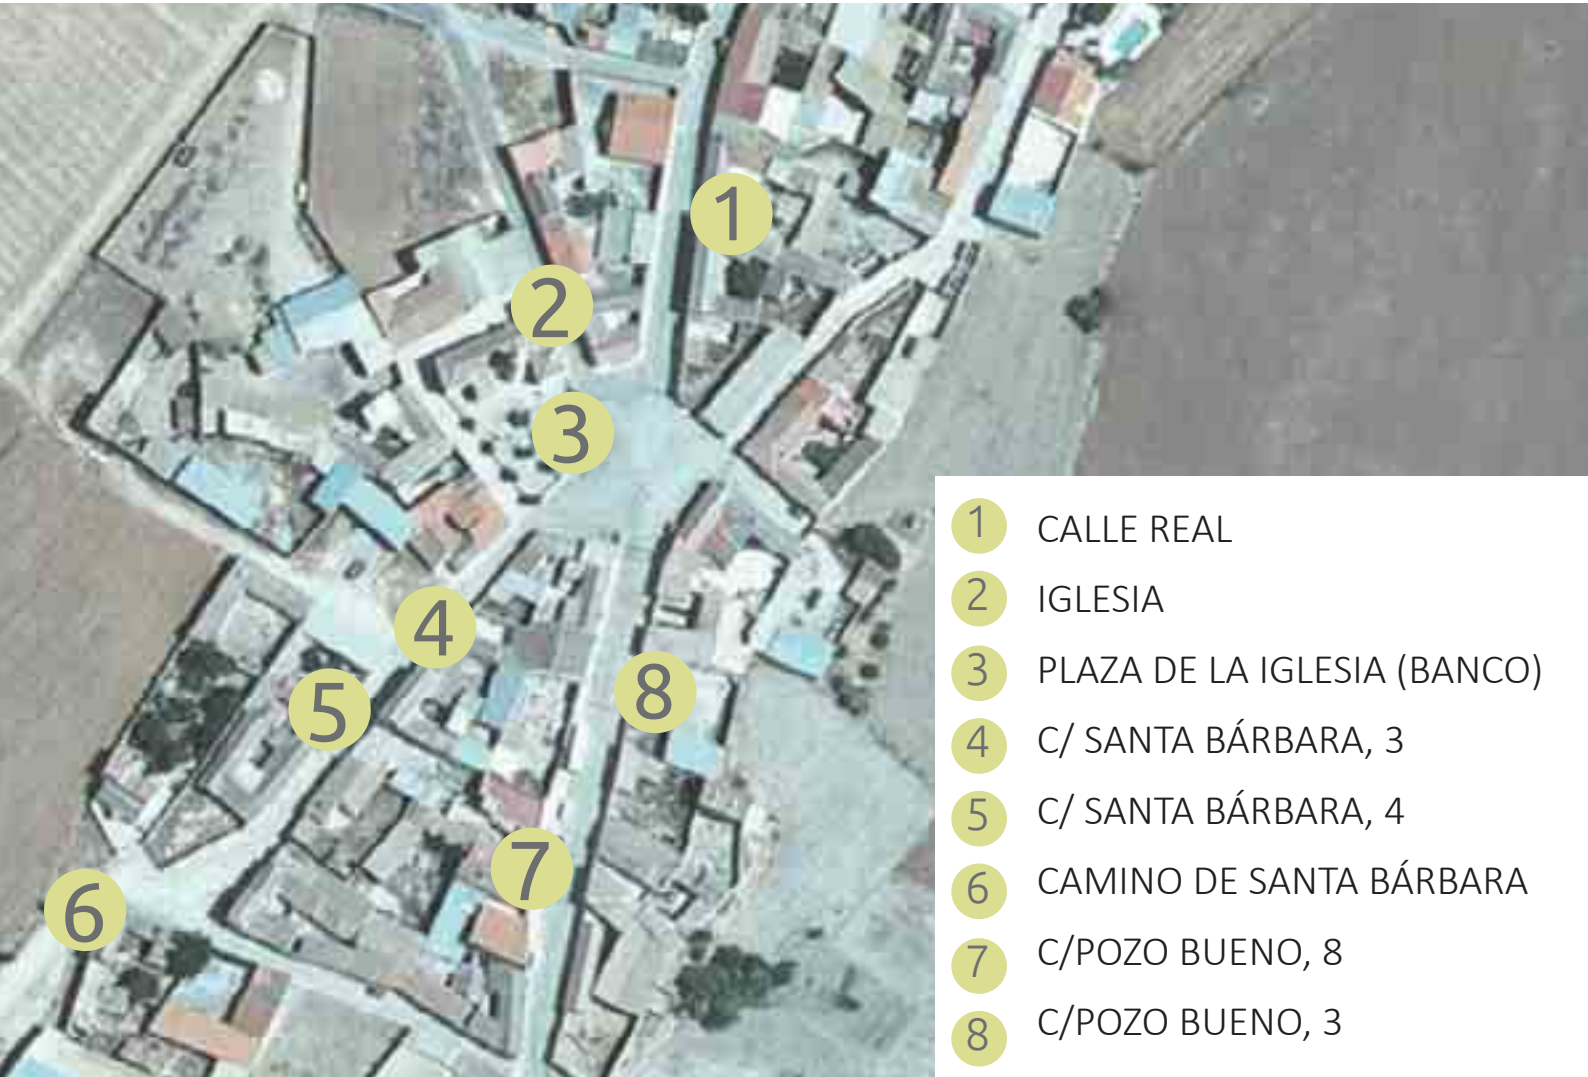 1
2
3
4
5
8
7
6
1 CALLE REAL
2 IGLESIA
3 PLAZA DE LA IGLESIA (BANCO)
4 C/ SANTA BÁRBARA, 3
5 C/ SANTA BÁRBARA, 4
6 CAMINO DE SANTA BÁRBARA
7 C/POZO BUENO, 8
8 C/POZO BUENO, 3